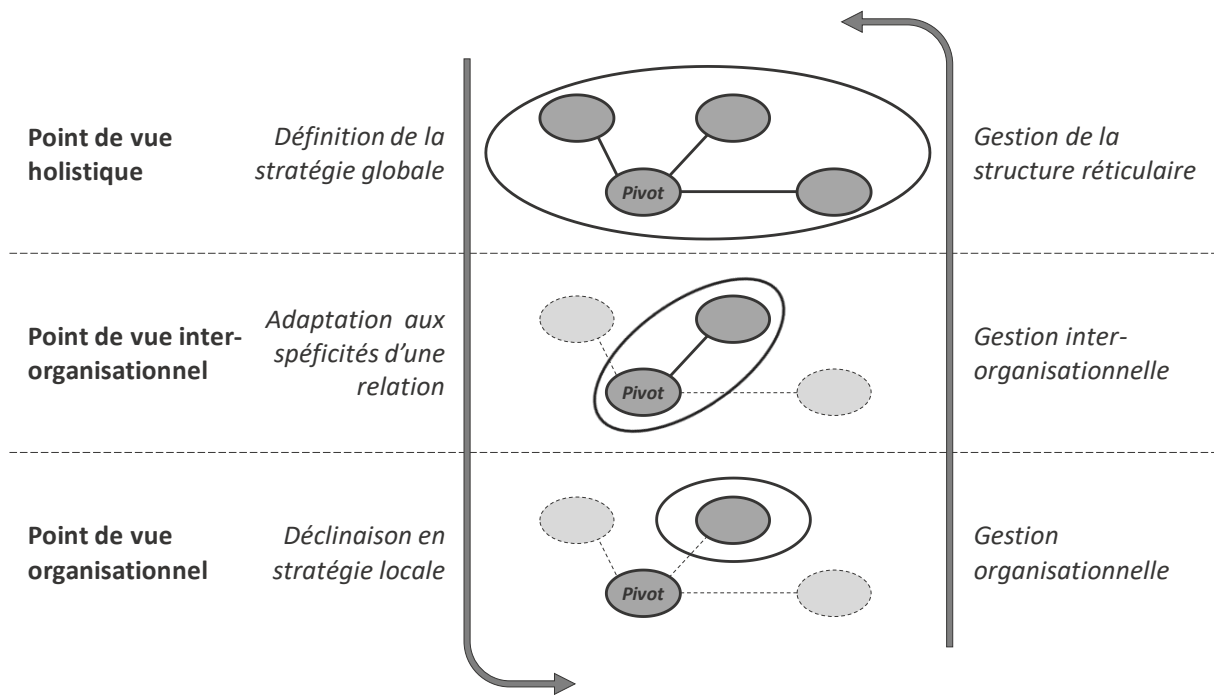 Point de vue
holistique
Définition de la
stratégie globale
Pivot
Gestion de la
structure réticulaire
Point de vue inter-
organisationnel
Adaptation aux
spéficités d’une
relation
Pivot
Gestion inter-
organisationnelle
Point de vue
organisationnel
Déclinaison en
stratégie locale
Pivot
Gestion
organisationnelle